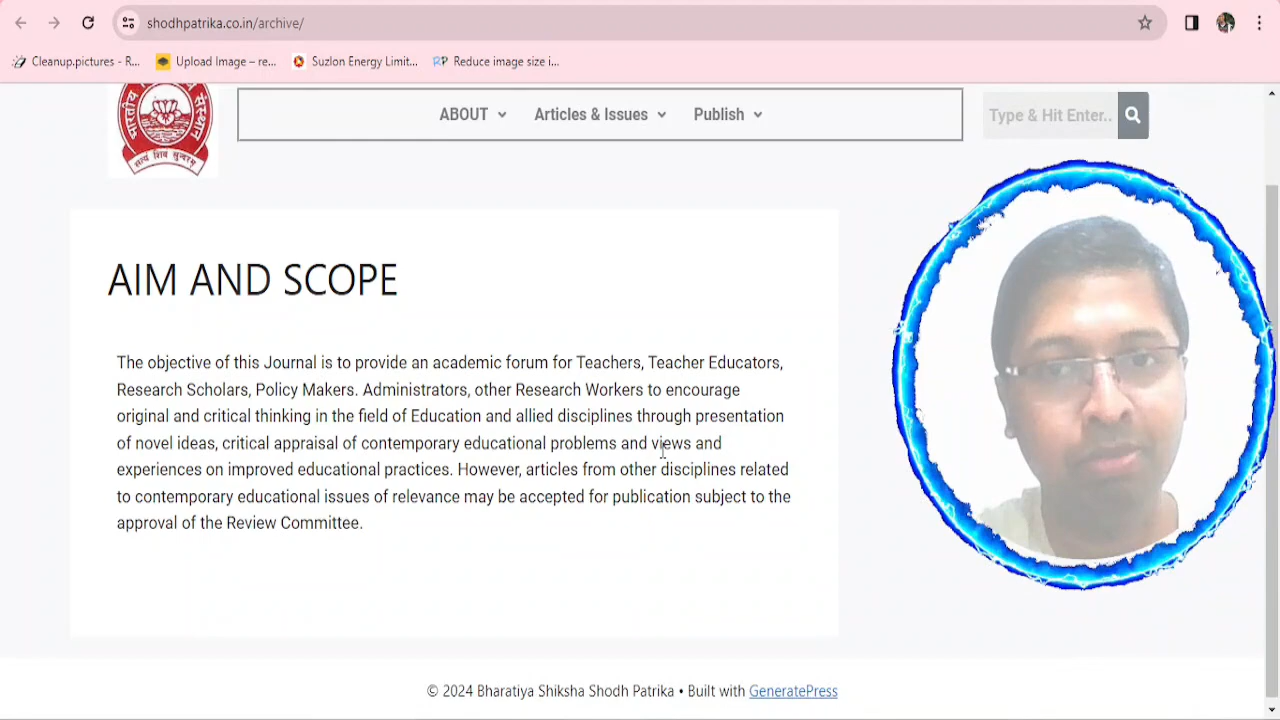 shodhpatrika.co.in/archive/
Cleanup.pictures - R...
Upload Image – re...
Suzlon Energy Limit...
RP Reduce image size i...
भारतीय शिक्षा संस्थान
सत्यं शिवं सुन्दरम्
ABOUT
Articles & Issues
Publish
Type & Hit Enter..
AIM AND SCOPE
The objective of this Journal is to provide an academic forum for Teachers, Teacher Educators,
Research Scholars, Policy Makers. Administrators, other Research Workers to encourage
original and critical thinking in the field of Education and allied disciplines through presentation
of novel ideas, critical appraisal of contemporary educational problems and views and
experiences on improved educational practices. However, articles from other disciplines related
to contemporary educational issues of relevance may be accepted for publication subject to the
approval of the Review Committee.
© 2024 Bharatiya Shiksha Shodh Patrika • Built with GeneratePress